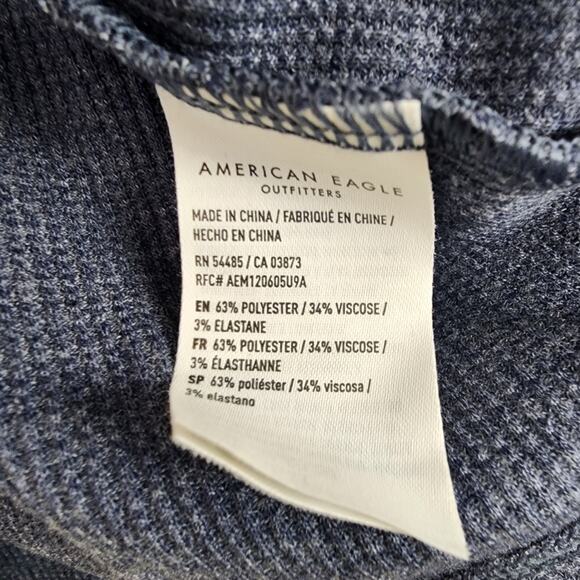 AMERICAN EAGLE
OUTFITTERS
MADE IN CHINA / FABRIQUÉ EN CHINE /
HECHO EN CHINA
RN 54485 / CA 03873
RFC# AEM120605U9A
EN 63% POLYESTER / 34% VISCOSE /
3% ELASTANE
FR 63% POLYESTER / 34% VISCOSE /
3% ÉLASTHANNE
SP 63% poliéster / 34% viscosa /
3% elastano